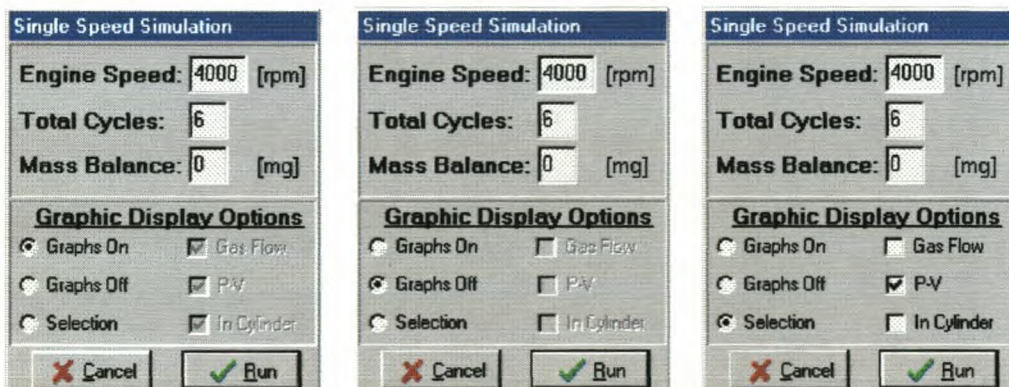 Single Speed Simulation
Engine Speed: 4000 [rpm]
Total Cycles: 6
Mass Balance: 0 [mg]
Graphic Display Options
Graphs On Gas Flow
Graphs Off P-V
Selection In Cylinder
Cancel Run
Single Speed Simulation
Engine Speed: 4000 [rpm]
Total Cycles: 6
Mass Balance: 0 [mg]
Graphic Display Options
Graphs On Gas Flow
Graphs Off P-V
Selection In Cylinder
Cancel Run
Single Speed Simulation
Engine Speed: 4000 [rpm]
Total Cycles: 6
Mass Balance: 0 [mg]
Graphic Display Options
Graphs On Gas Flow
Graphs Off P-V
Selection In Cylinder
Cancel Run